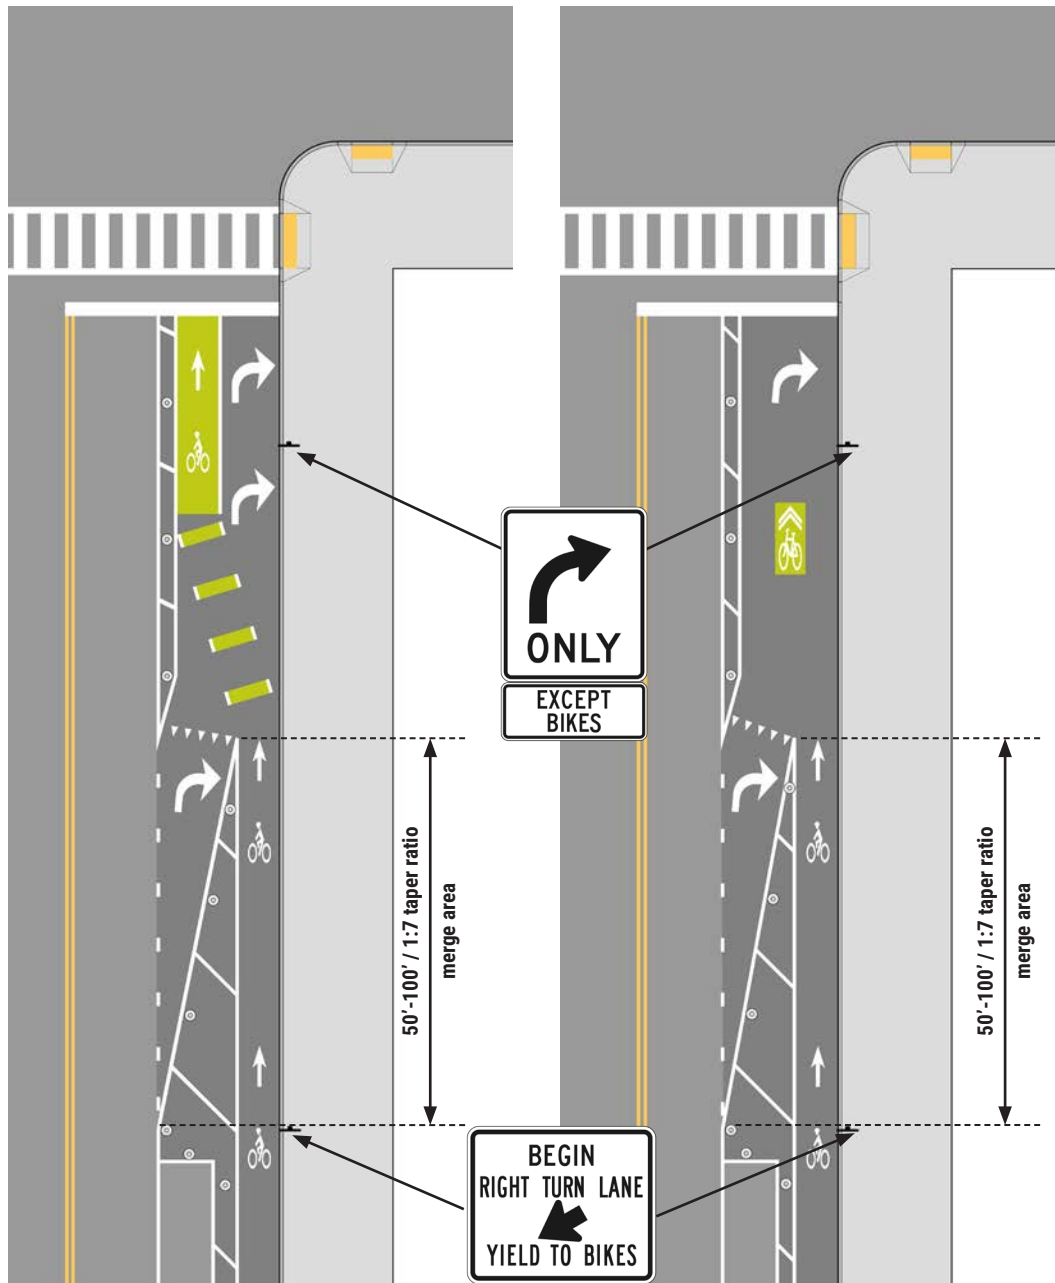 ONLY
EXCEPT
BIKES
50'-100' / 1:7 taper ratio
merge area
50'-100' / 1:7 taper ratio
merge area
BEGIN
RIGHT TURN LANE
YIELD TO BIKES